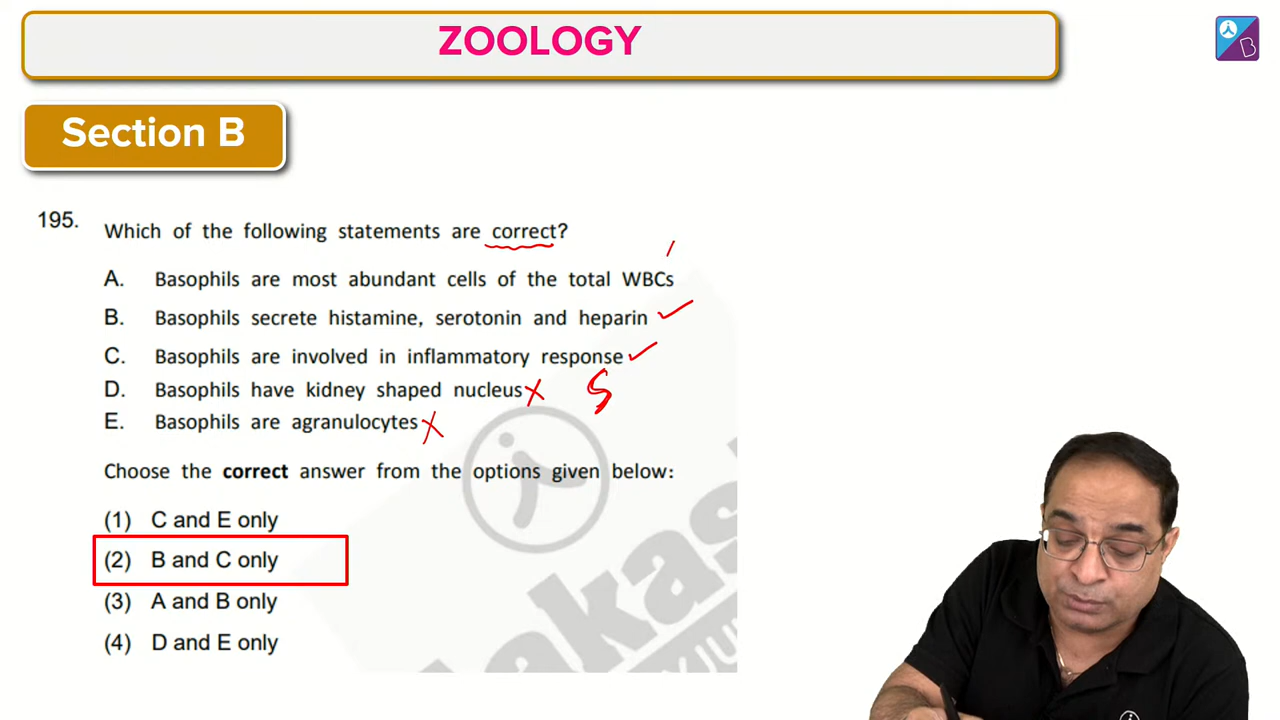 ZOOLOGY
Section B
195.
Which of the following statements are correct?
A. Basophils are most abundant cells of the total WBCs
B. Basophils secrete histamine, serotonin and heparin
C. Basophils are involved in inflammatory response
D. Basophils have kidney shaped nucleus
S
E. Basophils are agranulocytes
Choose the correct answer from the options given below:
(1) C and E only
(2) B and C only
(3) A and B only
(4) D and E only